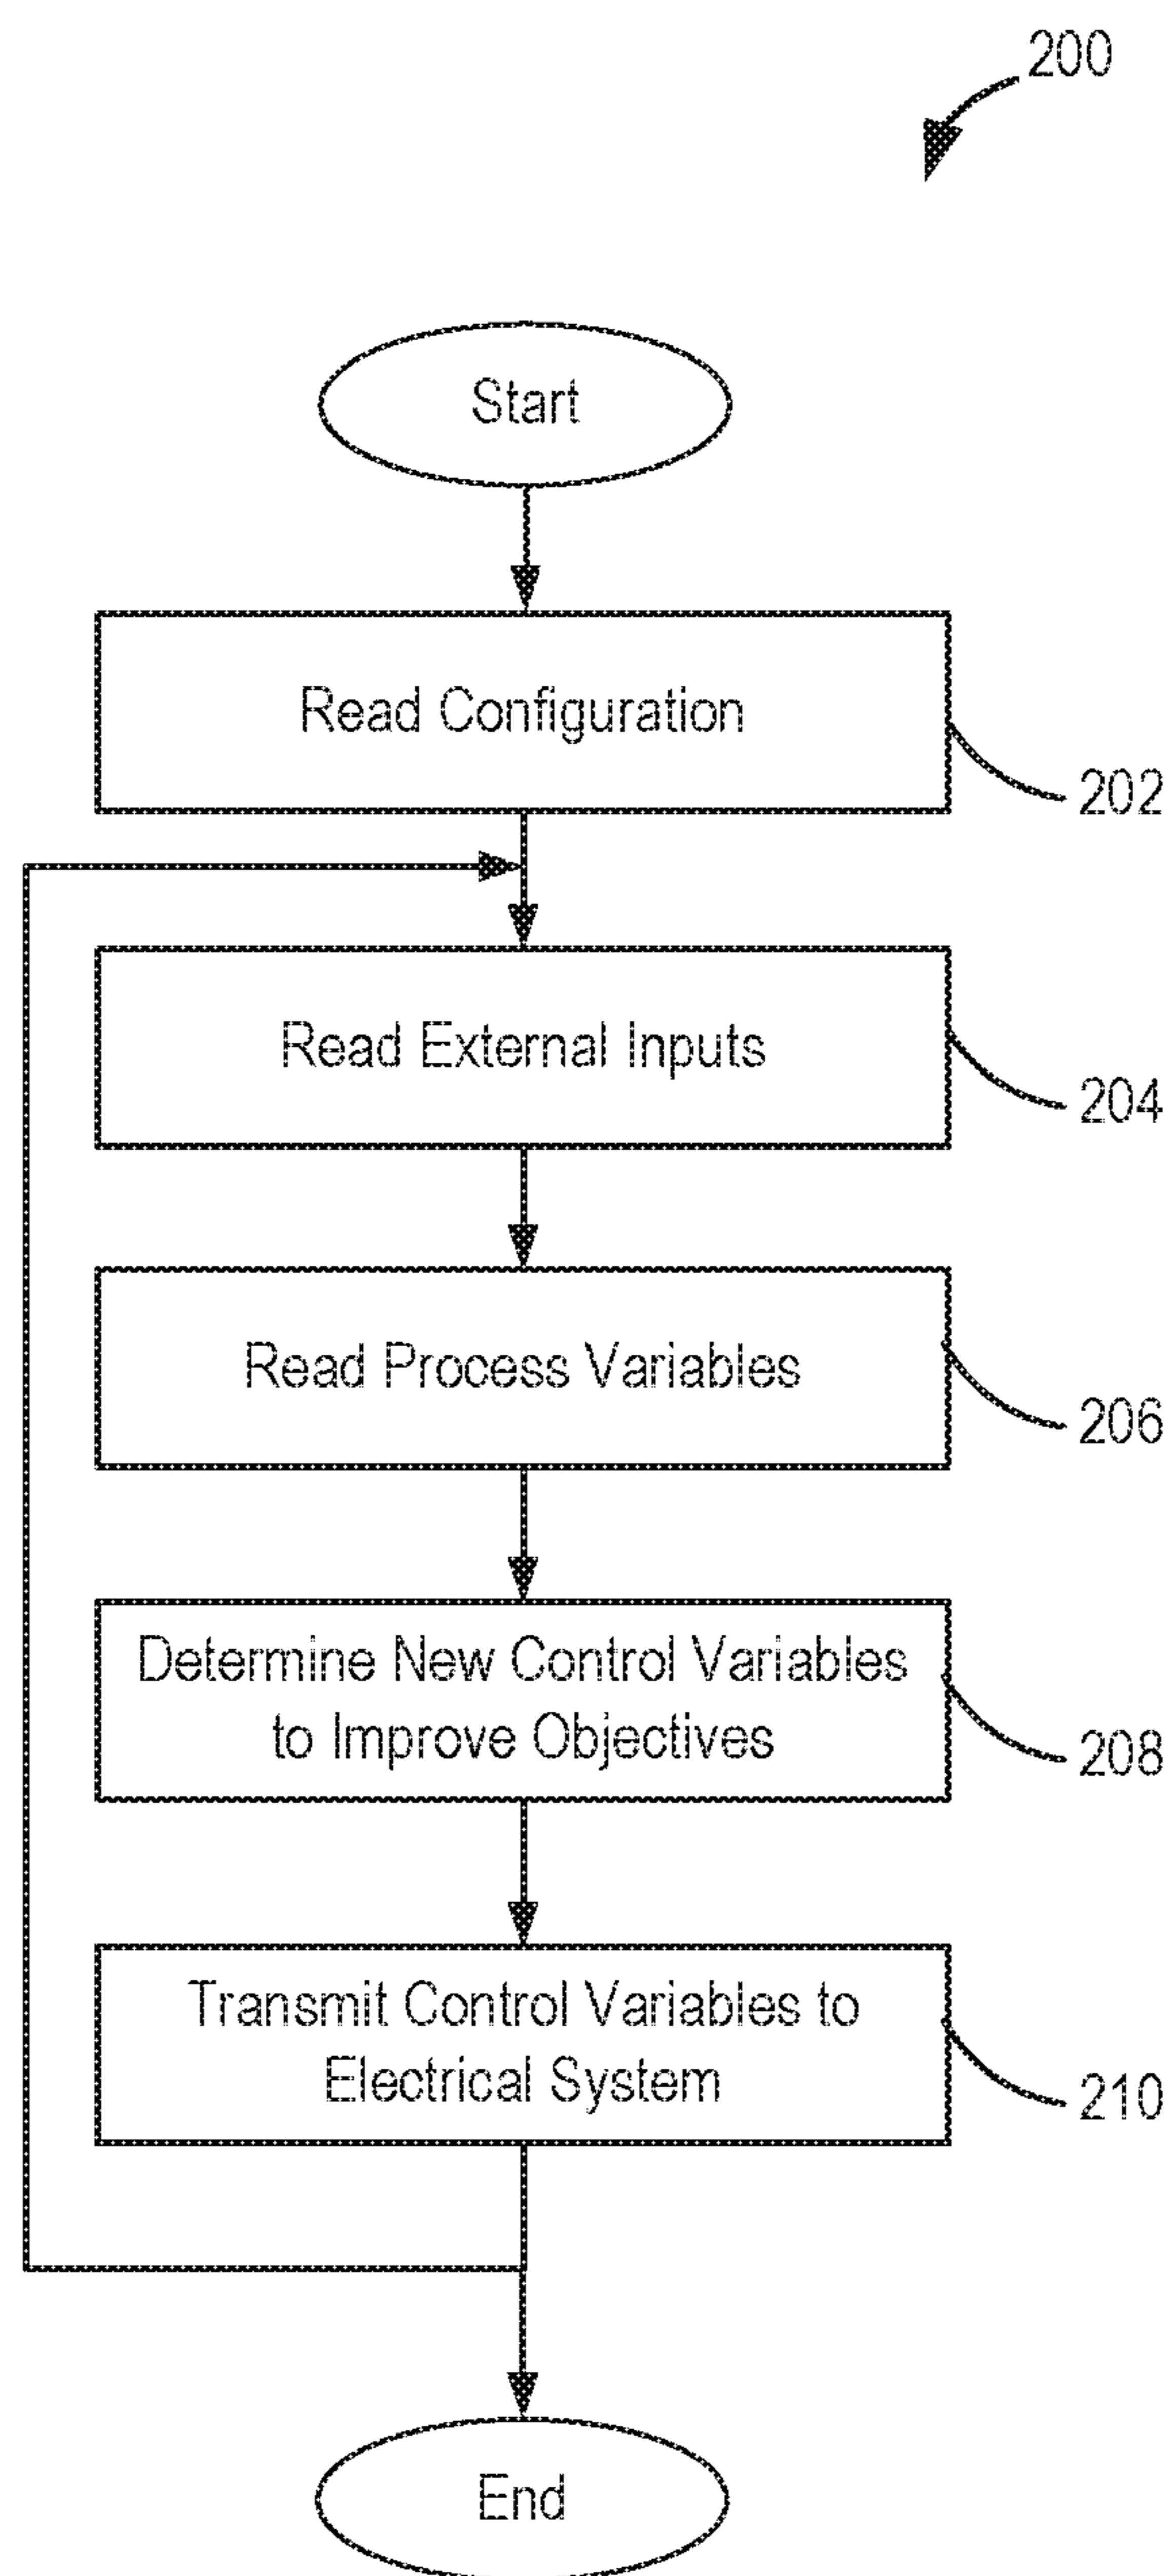 200
Start
Read Configuration
202
Read External Inputs
204
Read Process Variables
206
Determine New Control Variables
to Improve Objectives
208
Transmit Control Variables to
Electrical System
210
End